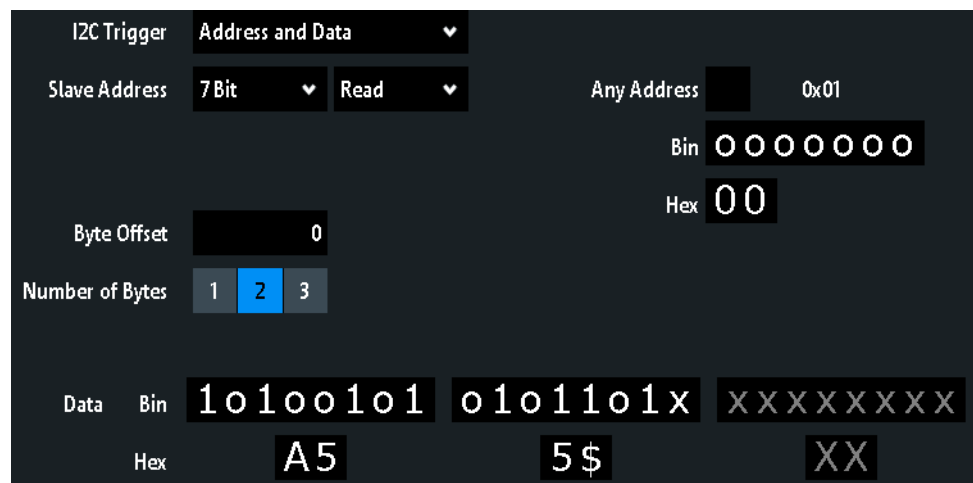 I2C Trigger Address and Data
Slave Address 7 Bit Read Any Address 0x01
Bin 0000000
Hex 00
Byte Offset 0
Number of Bytes 1 2 3
Data Bin 10100101 0101101X XXXXXXXX
Hex A5 5$ XX